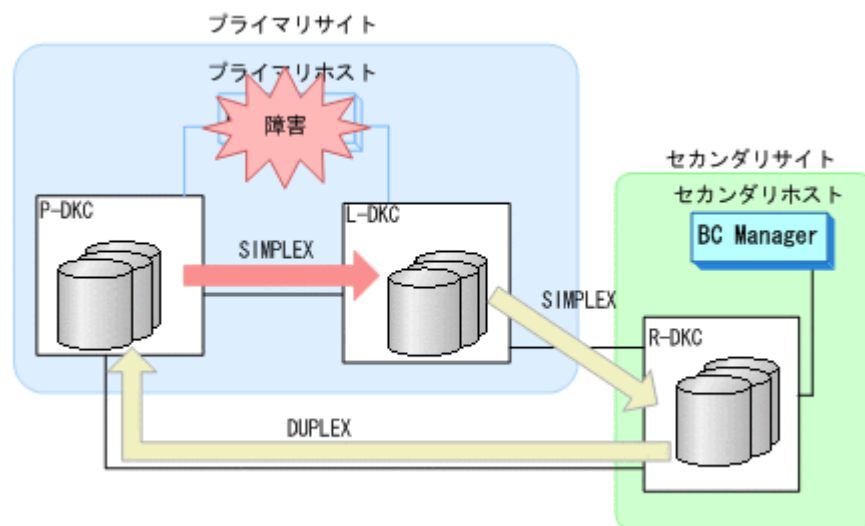 プライマリサイト
プライマリホスト
障害
セカンダリサイト
セカンダリホスト
P-DKC
L-DKC
BC Manager
SIMPLEX
SIMPLEX
R-DKC
DUPLEX